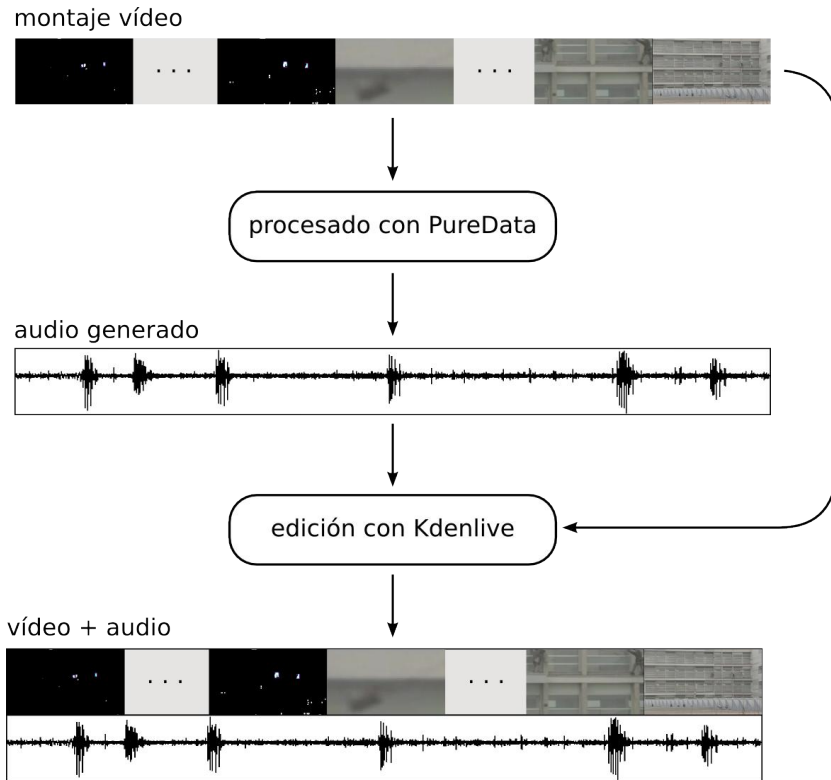 montaje vídeo
. . .
. . .
procesado con PureData
audio generado
edición con Kdenlive
vídeo + audio
. . .
. . .